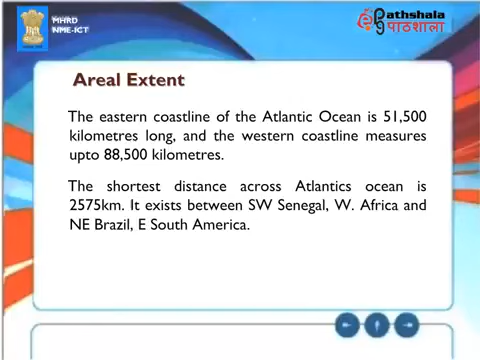 MHRD
NME-ICT
Pathshala
पाठशाला
Areal Extent
The eastern coastline of the Atlantic Ocean is 51,500
kilometres long, and the western coastline measures
upto 88,500 kilometres.
The shortest distance across Atlantics ocean is
2575km. It exists between SW Senegal, W. Africa and
NE Brazil, E South America.